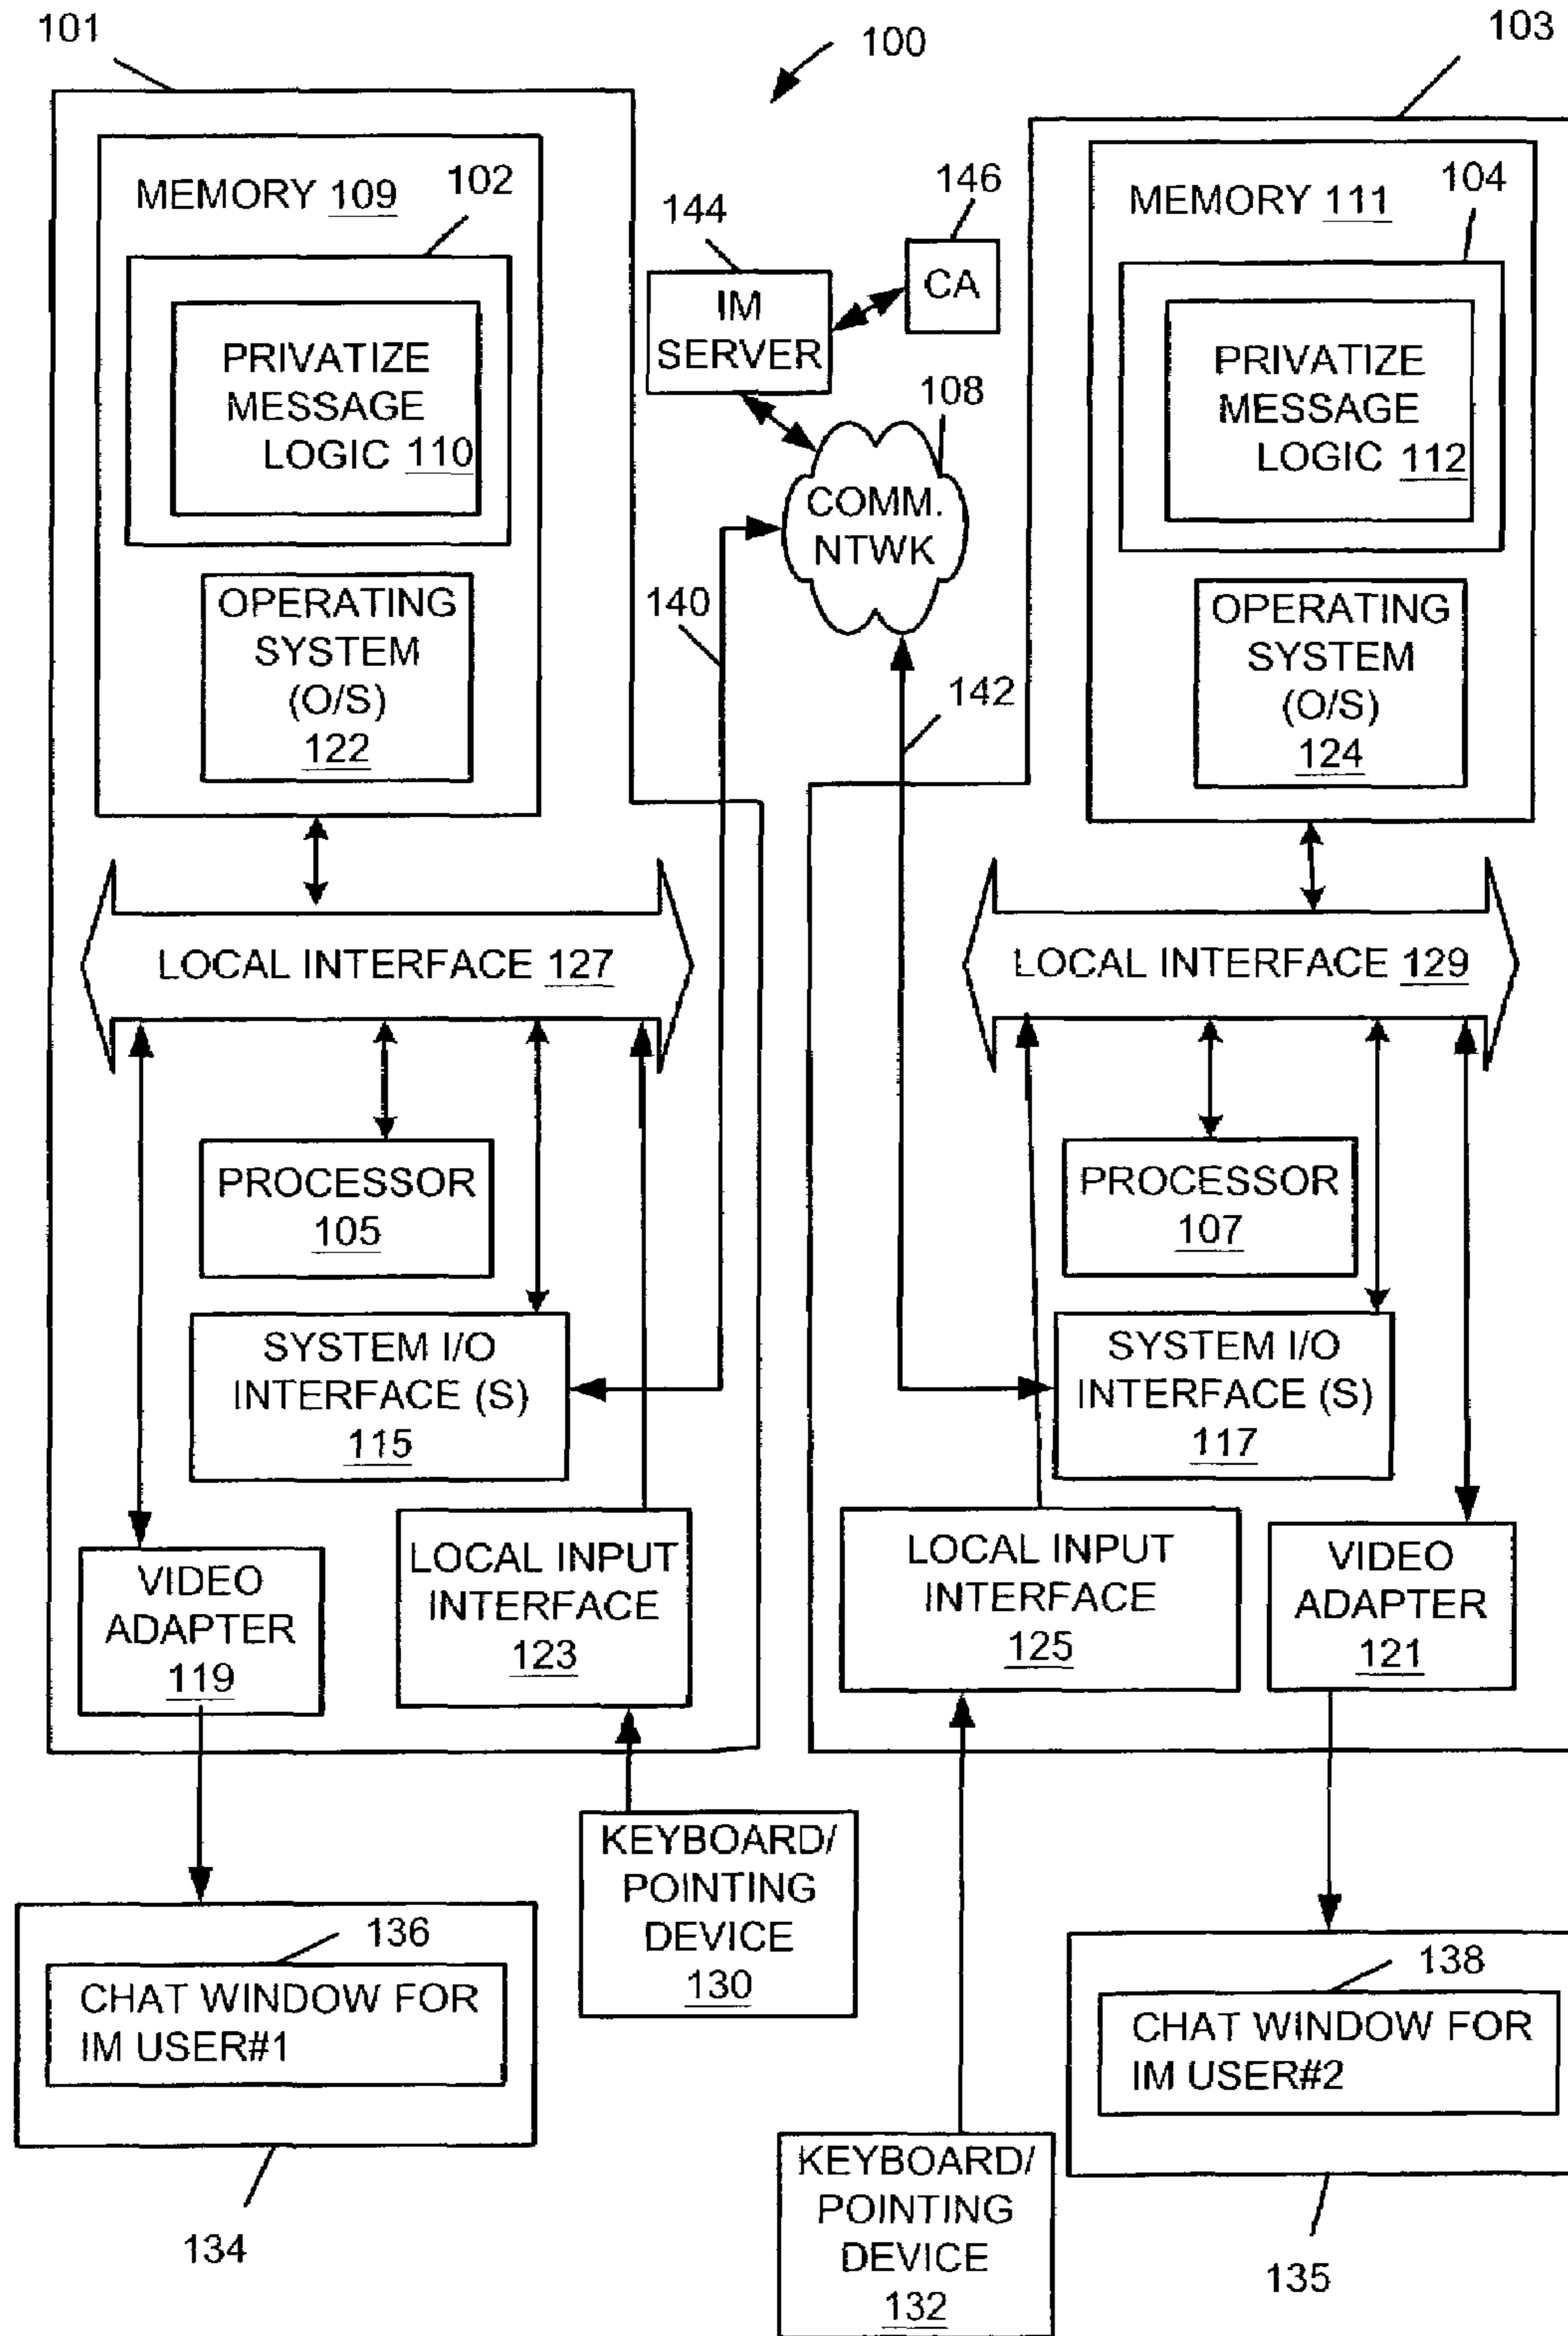 101
100
103
MEMORY 109
102
PRIVATIZE
MESSAGE
LOGIC 110
OPERATING
SYSTEM
(O/S)
122
144
IM
SERVER
146
CA
108
COMM.
NTWK
140
142
MEMORY 111
104
PRIVATIZE
MESSAGE
LOGIC 112
OPERATING
SYSTEM
(O/S)
124
LOCAL INTERFACE 127
LOCAL INTERFACE 129
PROCESSOR
105
SYSTEM I/O
INTERFACE (S)
115
VIDEO
ADAPTER
119
LOCAL INPUT
INTERFACE
123
PROCESSOR
107
SYSTEM I/O
INTERFACE (S)
117
LOCAL INPUT
INTERFACE
125
VIDEO
ADAPTER
121
KEYBOARD/
POINTING
DEVICE
130
136
CHAT WINDOW FOR
IM USER#1
134
138
CHAT WINDOW FOR
IM USER#2
135
KEYBOARD/
POINTING
DEVICE
132